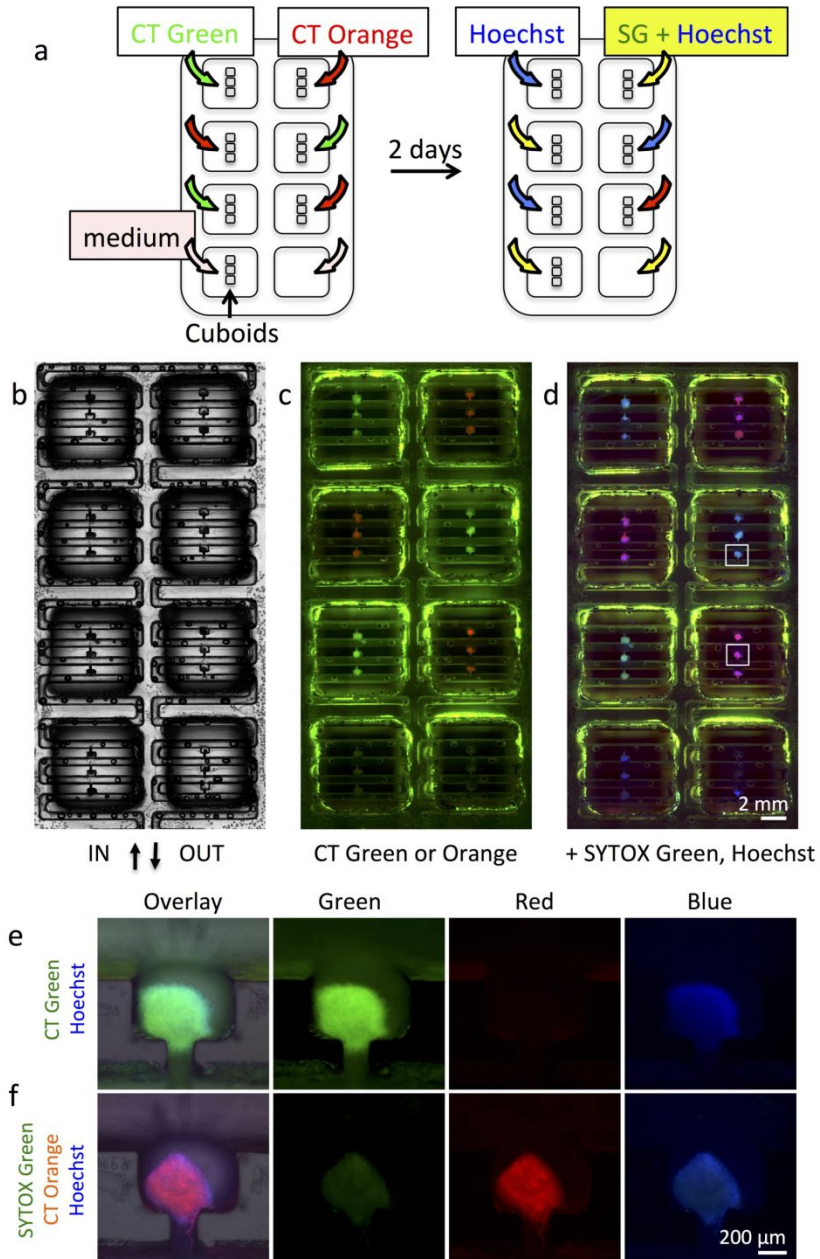 a
CT Green
CT Orange
Hoechst
SG + Hoechst
2 days
medium
Cuboids
b
c
d
2 mm
IN
OUT
CT Green or Orange
+ SYTOX Green, Hoechst
Overlay
Green
Red
Blue
e
CT Green
Hoechst
f
SYTOX Green
CT Orange
Hoechst
200 µm